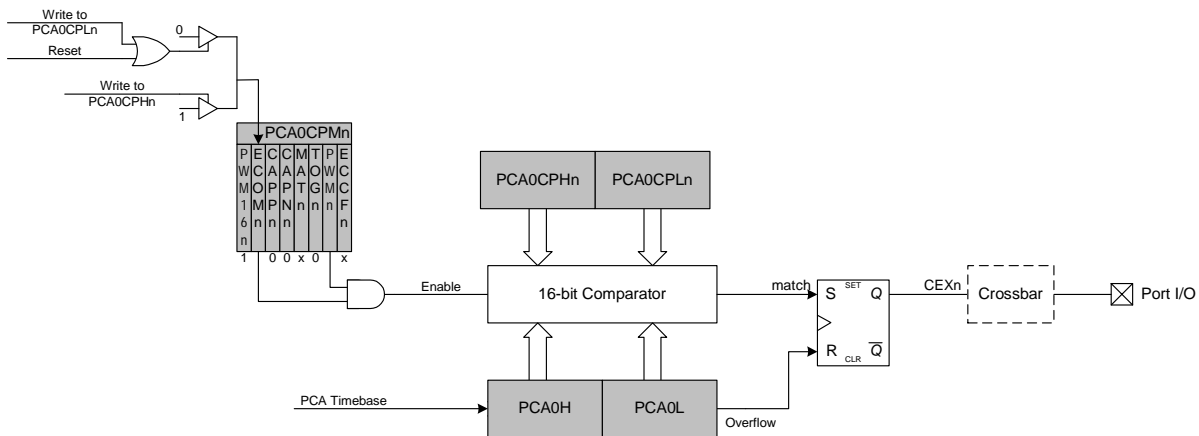 Write to
PCA0CPLn
Reset
0
Write to
PCA0CPHn
1
PCA0CPMn
PWM16n
ECOMn
CAPPn
CAPNn
MATn
TOGn
PWMn
ECCFn
1 0 0 x 0 x
PCA0CPHn PCA0CPLn
Enable
16-bit Comparator
match
S SET Q
R CLR Q
CEXn
Crossbar
Port I/O
PCA Timebase
PCA0H PCA0L
Overflow